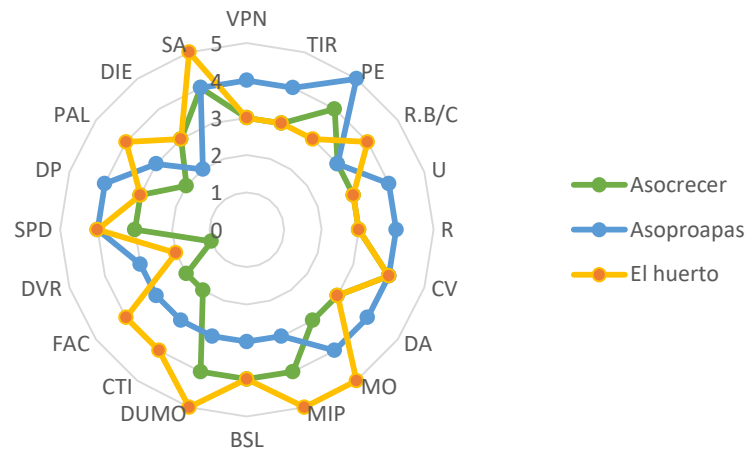 VPN
TIR
PE
R.B/C
U
R
CV
DA
MO
MIP
BSL
DUMO
CTI
FAC
DVR
SPD
DP
PAL
DIE
SA
5
4
3
2
1
0
Asocrecer
Asoproapas
El huerto